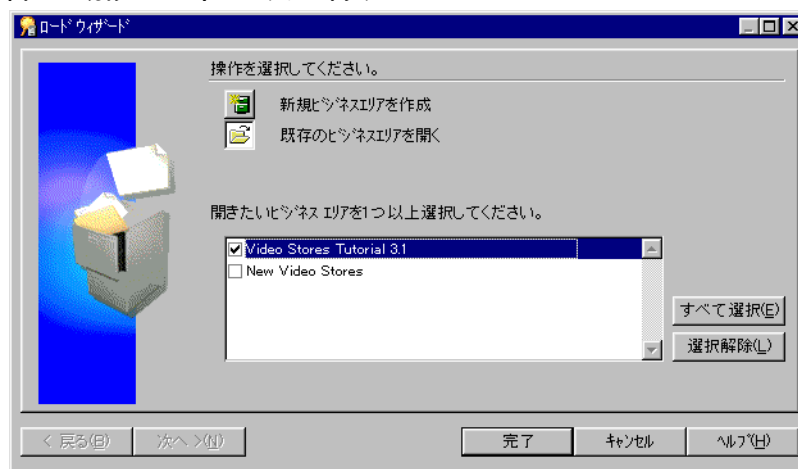 ロード ウィザード
操作を選択してください。
新規ビジネスエリアを作成
既存のビジネスエリアを開く
開きたいビジネス エリアを1つ以上選択してください。
Video Stores Tutorial 3.1
New Video Stores
すべて選択(E)
選択解除(L)
< 戻る(B)
次へ >(N)
完了
キャンセル
ヘルプ(H)